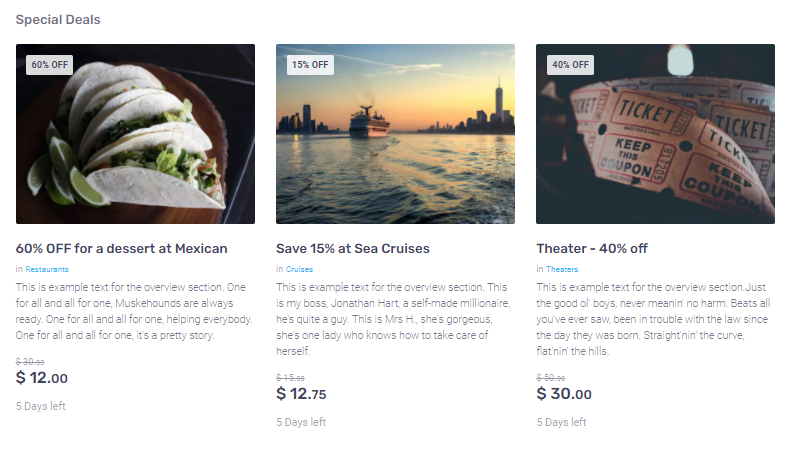 Special Deals
60% OFF
15% OFF
40% OFF
TICKET
KEEP
THIS
COUPON
TICKET
KEEP
THIS
COUPON
TICKET
TICKET
60% OFF for a dessert at Mexican
in Restaurants
This is example text for the overview section. One
for all and all for one, Muskehounds are always
ready. One for all and all for one, helping everybody.
One for all and all for one, it's a pretty story.
$ 30.00
$ 12.00
5 Days left
Save 15% at Sea Cruises
in Cruises
This is example text for the overview section. This
is my boss, Jonathan Hart, a self-made millionaire,
he's quite a guy. This is Mrs H., she's gorgeous,
she's one lady who knows how to take care of
herself.
$ 15.00
$ 12.75
5 Days left
Theater - 40% off
in Theaters
This is example text for the overview section.Just
the good ol' boys, never meanin' no harm. Beats all
you've ever saw, been in trouble with the law since
the day they was born. Straight'nin' the curve,
flat'nin' the hills.
$ 50.00
$ 30.00
5 Days left